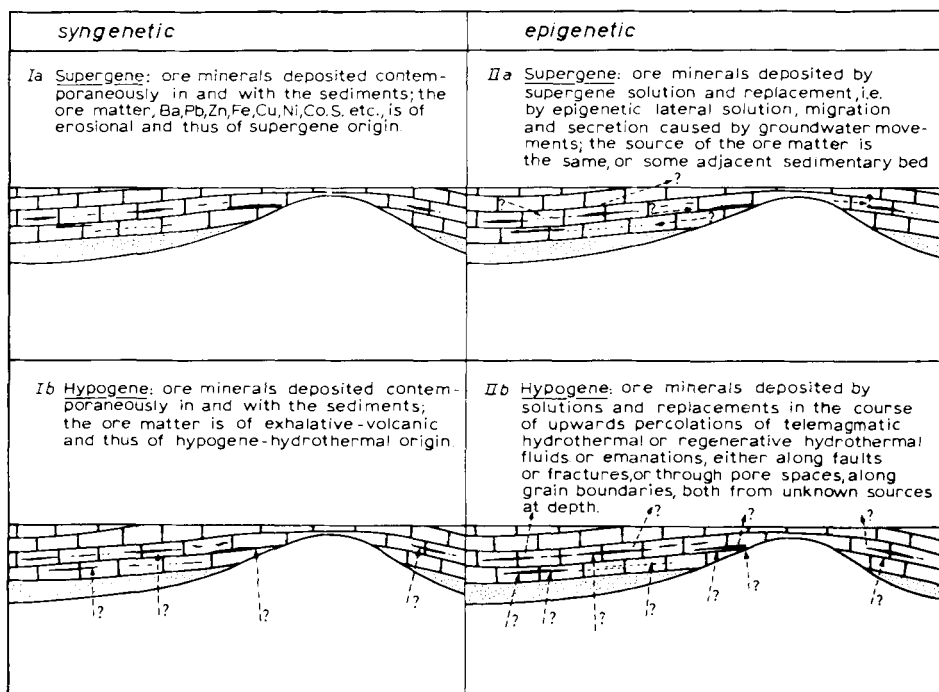 syngenetic
epigenetic
Ia Supergene: ore minerals deposited contem-
poraneously in and with the sediments; the
ore matter, Ba,Pb,Zn,Fe,Cu,Ni,Co.S. etc., is of
erosional and thus of supergene origin.
IIa Supergene: ore minerals deposited by
supergene solution and replacement, i.e.
by epigenetic lateral solution, migration
and secretion caused by groundwater move-
ments; the source of the ore matter is
the same, or some adjacent sedimentary bed
?
?
?
?
Ib Hypogene: ore minerals deposited contem-
poraneously in and with the sediments;
the ore matter is of exhalative-volcanic
and thus of hypogene-hydrothermal origin.
? ? ? ?
IIb Hypogene: ore minerals deposited by
solutions and replacements in the course
of upwards percolations of telemagmatic
hydrothermal or regenerative hydrothermal
fluids or emanations, either along faults
or fractures, or through pore spaces, along
grain boundaries, both from unknown sources
at depth.
? ? ? ?
? ? ? ? ? ? ?